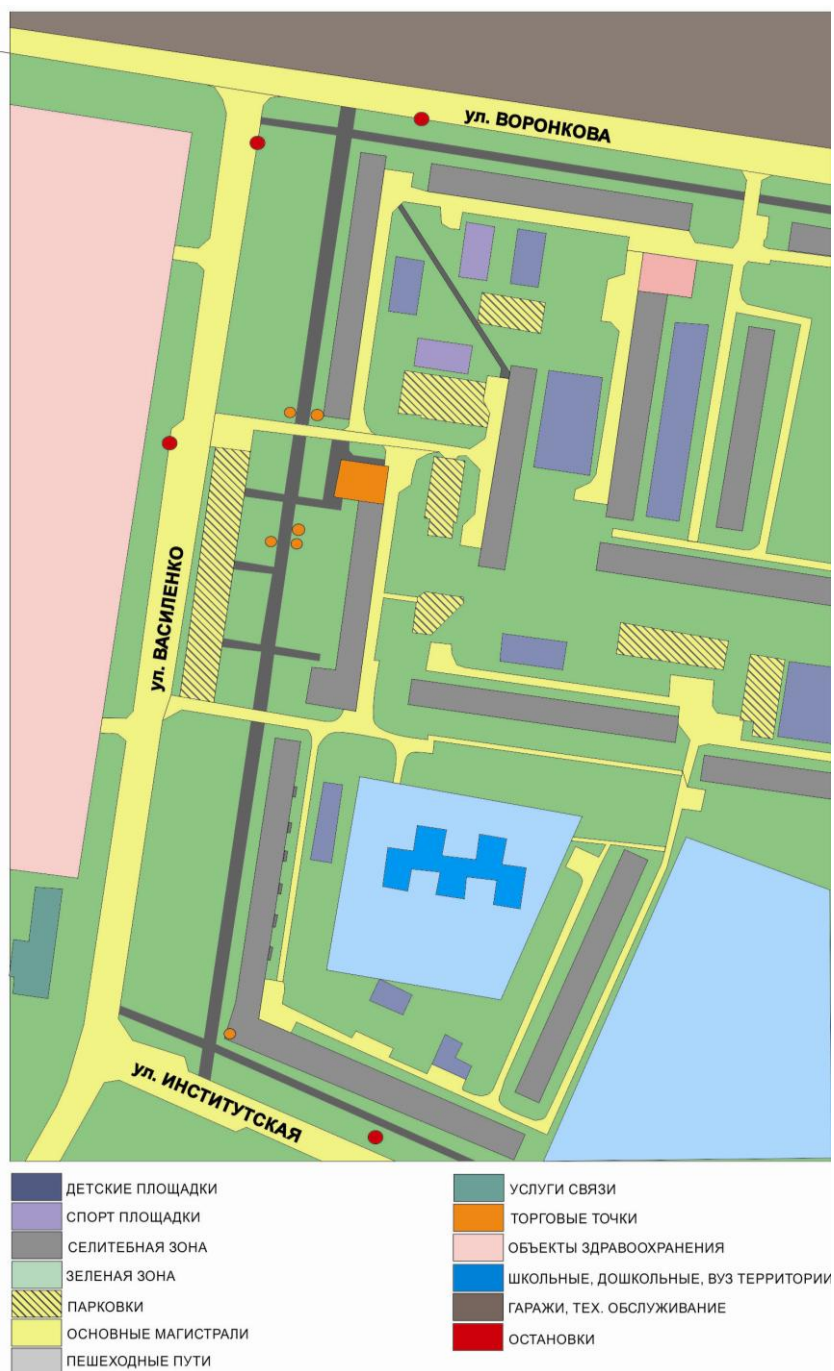 ул. ВОРОНКОВА
ул. ВАСИЛЕНКО
ул. ИНСТИТУТСКАЯ
ДЕТСКИЕ ПЛОЩАДКИ
СПОРТ ПЛОЩАДКИ
СЕЛИТЕБНАЯ ЗОНА
ЗЕЛЕНАЯ ЗОНА
ПАРКОВКИ
ОСНОВНЫЕ МАГИСТРАЛИ
ПЕШЕХОДНЫЕ ПУТИ
УСЛУГИ СВЯЗИ
ТОРГОВЫЕ ТОЧКИ
ОБЪЕКТЫ ЗДРАВООХРАНЕНИЯ
ШКОЛЬНЫЕ, ДОШКОЛЬНЫЕ, ВУЗ ТЕРРИТОРИИ
ГАРАЖИ, ТЕХ. ОБСЛУЖИВАНИЕ
ОСТАНОВКИ